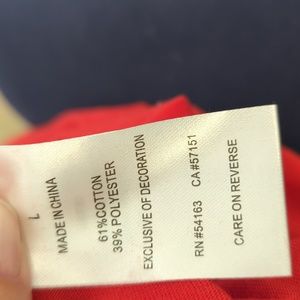 L
MADE IN CHINA
61% COTTON
39% POLYESTER
EXCLUSIVE OF DECORATION
RN #54163 CA #57151
CARE ON REVERSE